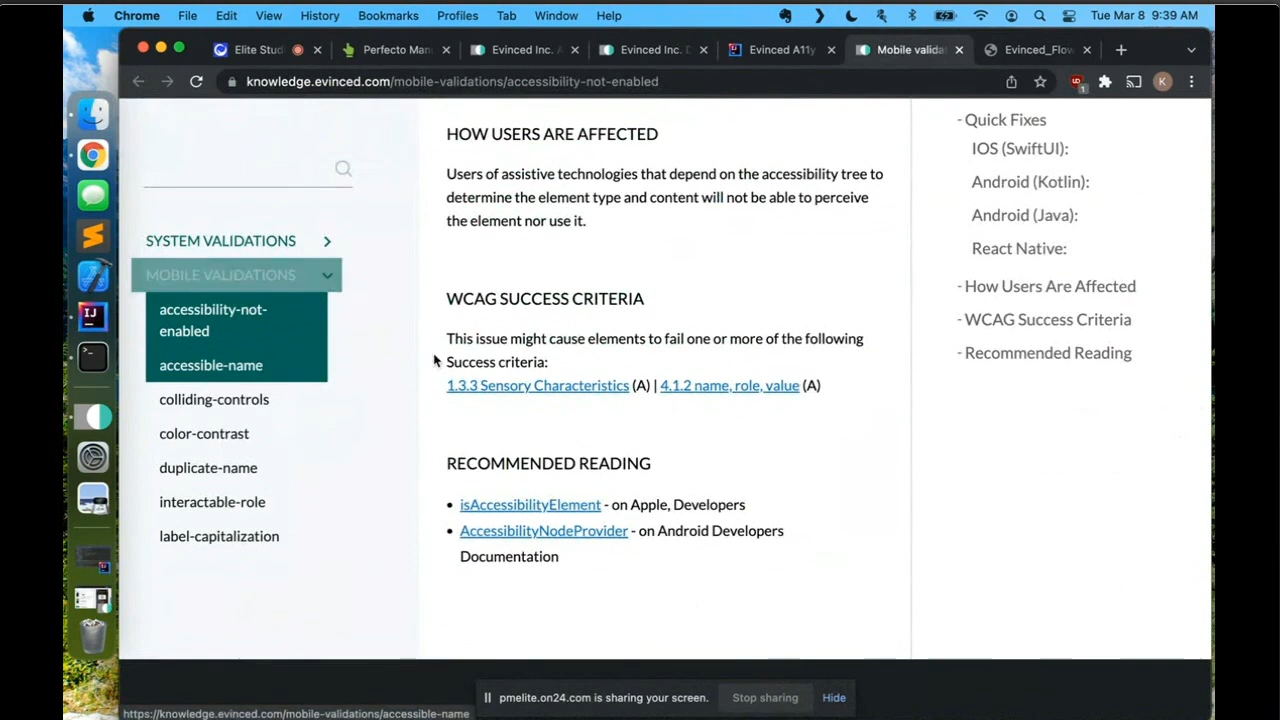 Chrome File Edit View History Bookmarks Profiles Tab Window Help Tue Mar 8 9:39 AM
Elite Stud Perfecto Man Evinced Inc. A Evinced Inc. D Evinced A11y Mobile valida Evinced_Flow
knowledge.evinced.com/mobile-validations/accessibility-not-enabled
1
K
SYSTEM VALIDATIONS
MOBILE VALIDATIONS
accessibility-not-
enabled
accessible-name
colliding-controls
color-contrast
duplicate-name
interactable-role
label-capitalization
HOW USERS ARE AFFECTED
Users of assistive technologies that depend on the accessibility tree to
determine the element type and content will not be able to perceive
the element nor use it.
WCAG SUCCESS CRITERIA
This issue might cause elements to fail one or more of the following
Success criteria:
1.3.3 Sensory Characteristics (A) | 4.1.2 name, role, value (A)
RECOMMENDED READING
• isAccessibilityElement - on Apple, Developers
• AccessibilityNodeProvider - on Android Developers
Documentation
- Quick Fixes
IOS (SwiftUI):
Android (Kotlin):
Android (Java):
React Native:
- How Users Are Affected
- WCAG Success Criteria
- Recommended Reading
IJ
pmelite.on24.com is sharing your screen. Stop sharing Hide
https://knowledge.evinced.com/mobile-validations/accessible-name